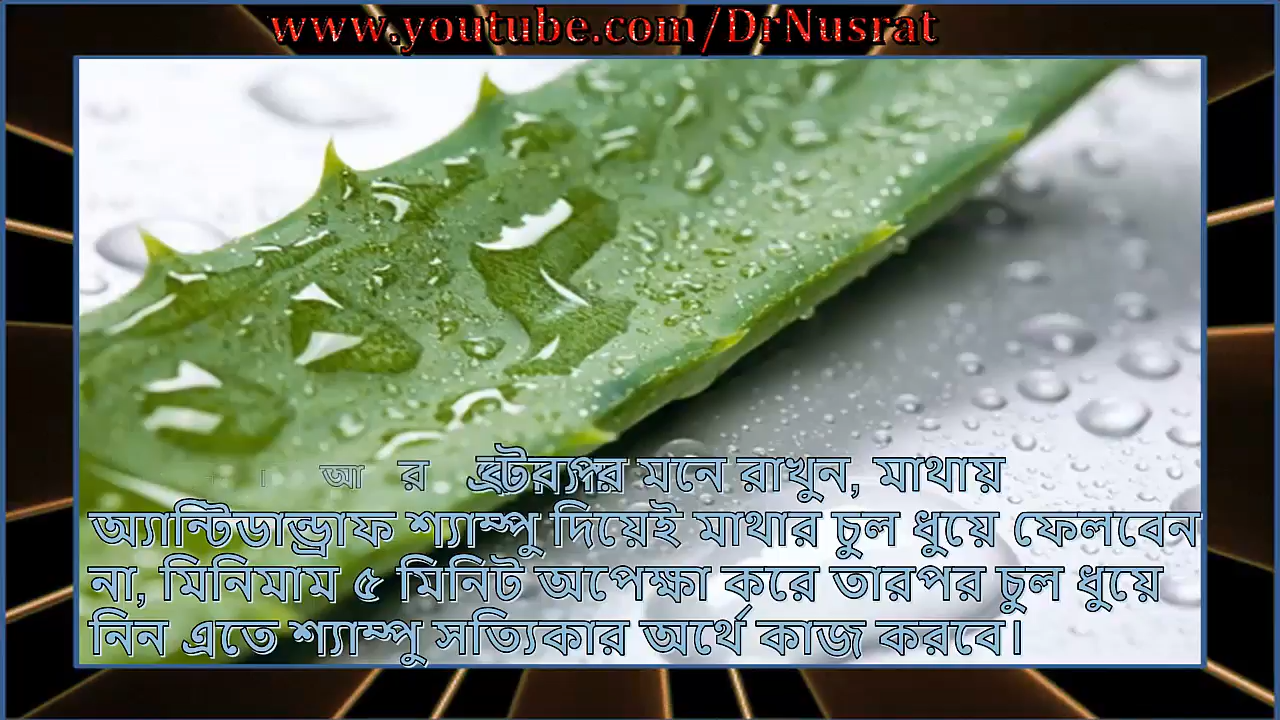 www.youtube.com/DrNusrat
মনে রাখুন, মাথায়
অ্যান্টিডান্ড্রাফ শ্যাম্পু দিয়েই মাথার চুল ধুয়ে ফেলবেন
না, মিনিমাম ৫ মিনিট অপেক্ষা করে তারপর চুল ধুয়ে
নিন এতে শ্যাম্পু সত্যিকার অর্থে কাজ করবে।